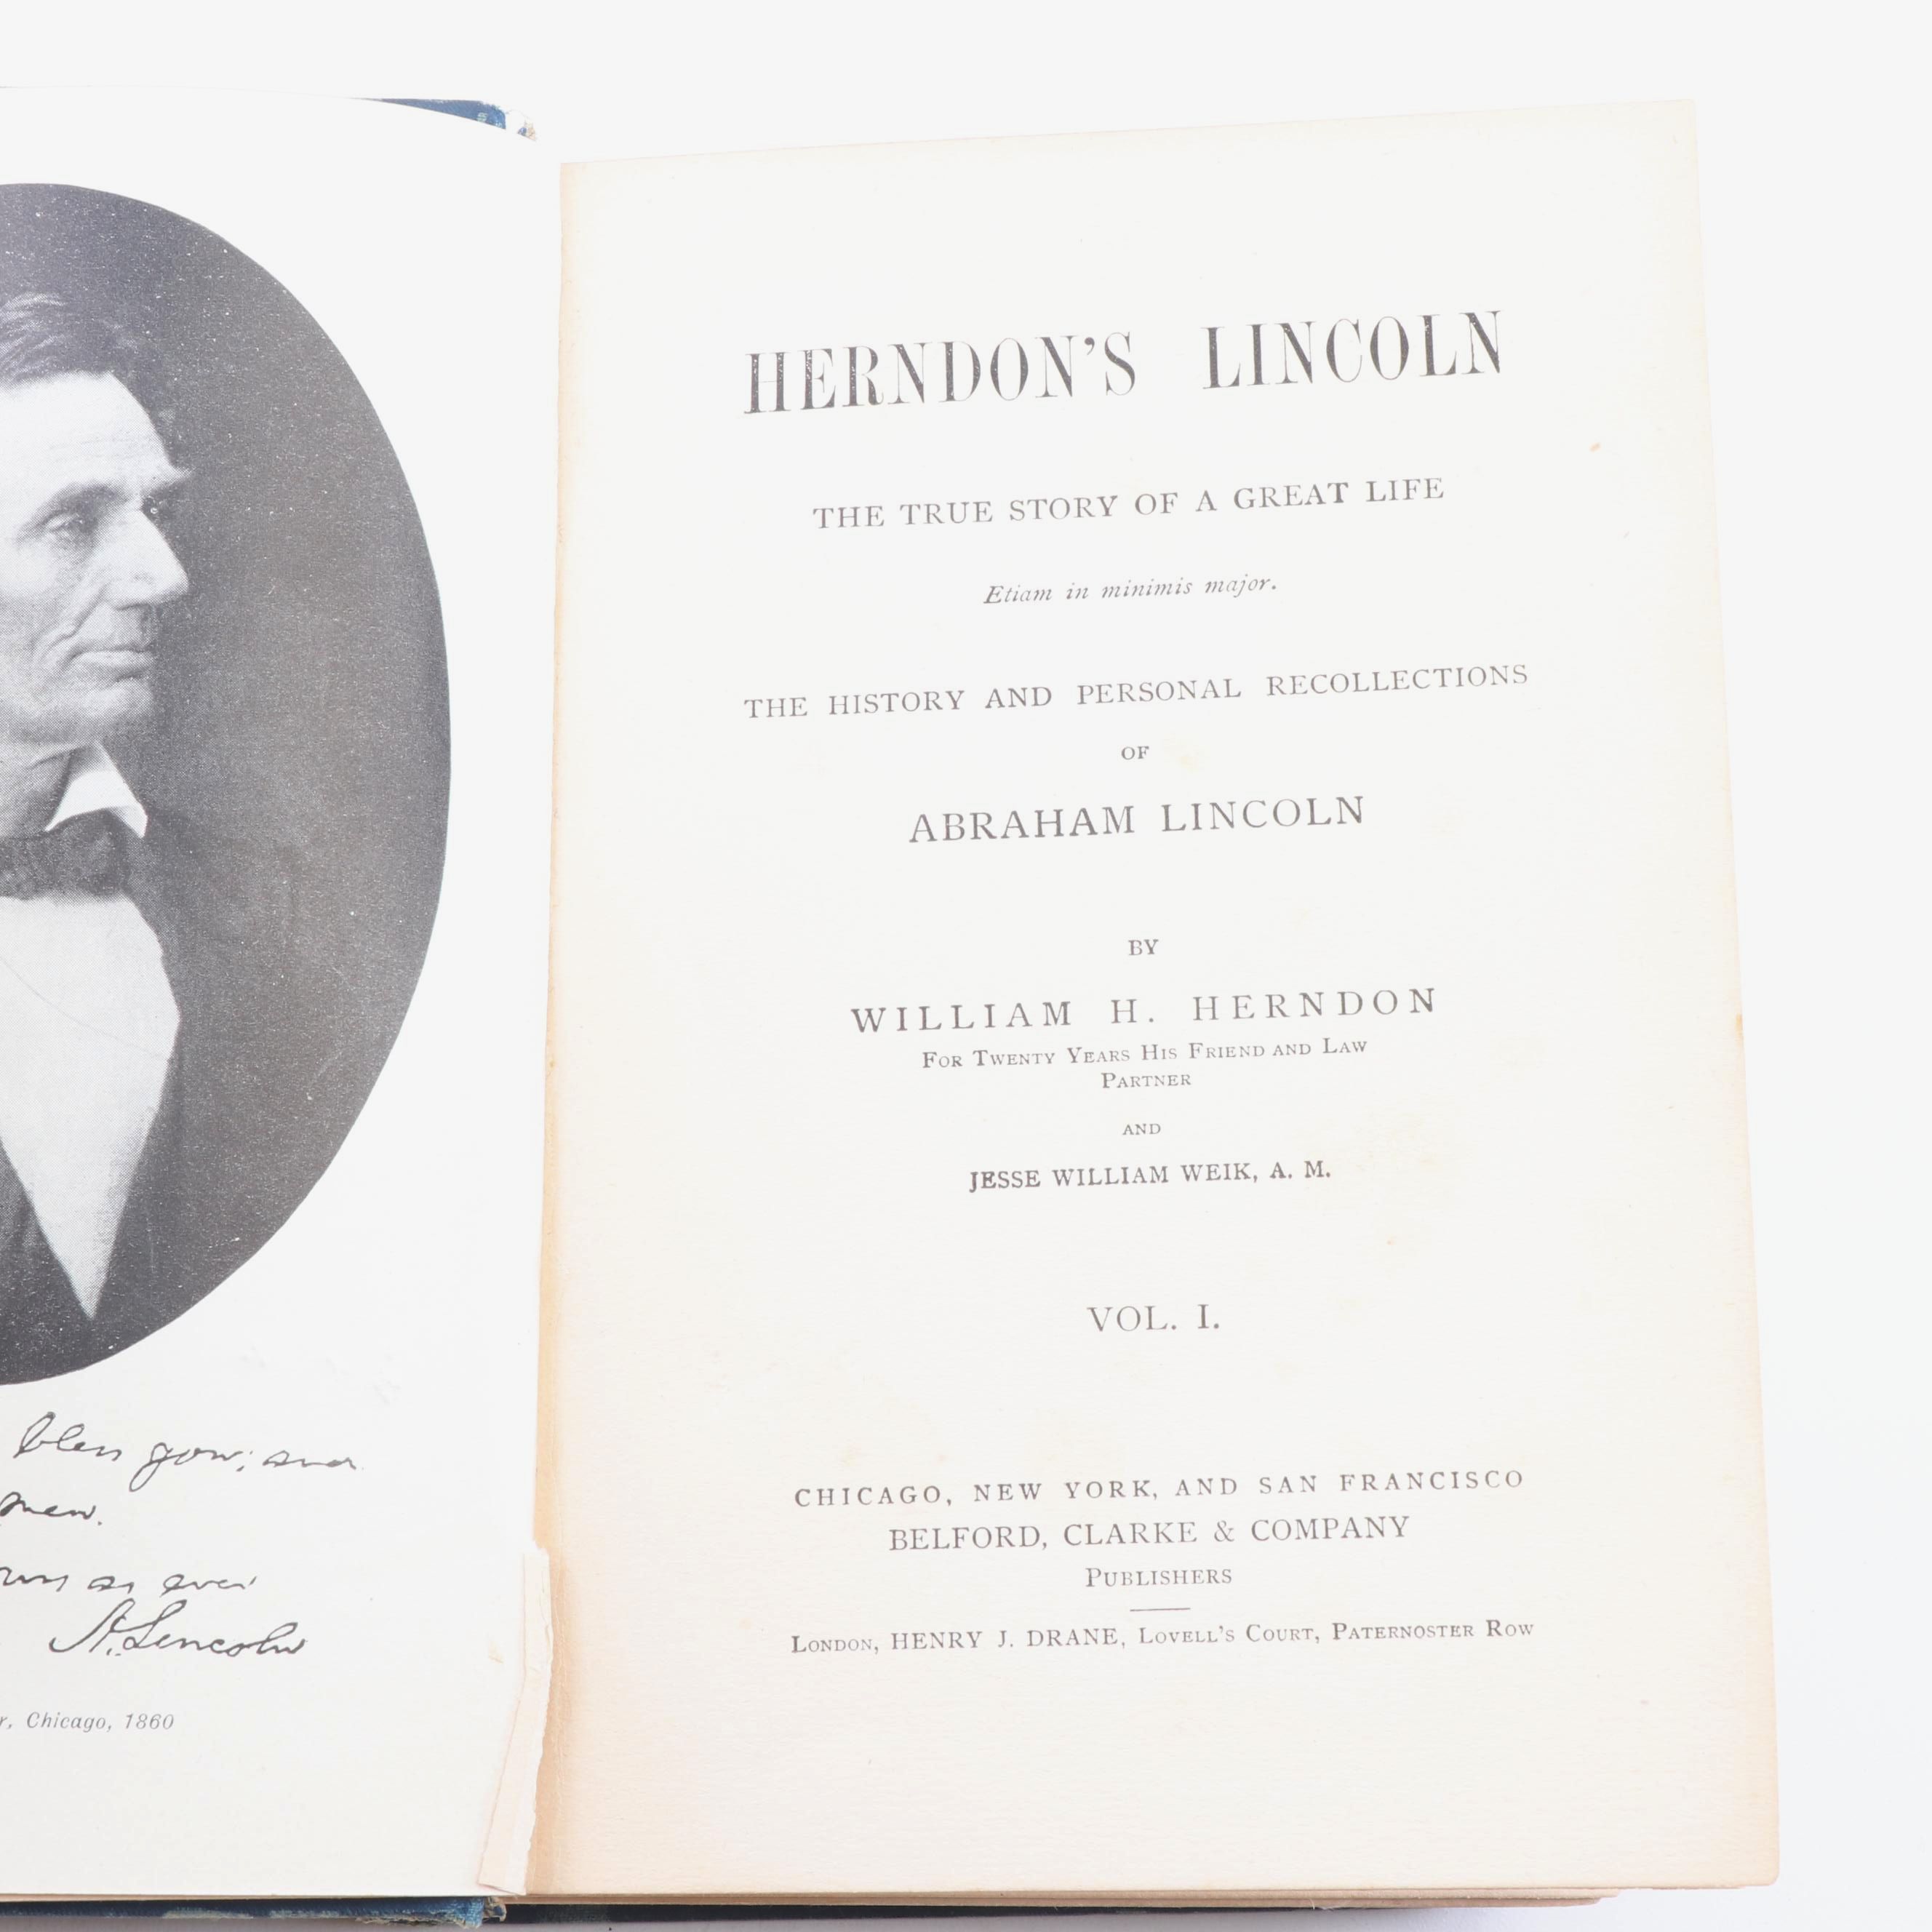 bless you; and
men.
as ever
A. Lincoln
Chicago, 1860
HERNDON'S LINCOLN
THE TRUE STORY OF A GREAT LIFE
Etiam in minimis major.
THE HISTORY AND PERSONAL RECOLLECTIONS
OF
ABRAHAM LINCOLN
BY
WILLIAM H. HERNDON
For Twenty Years His Friend and Law
Partner
AND
JESSE WILLIAM WEIK, A. M.
VOL. I.
CHICAGO, NEW YORK, AND SAN FRANCISCO
BELFORD, CLARKE & COMPANY
Publishers
London, HENRY J. DRANE, Lovell's Court, Paternoster Row